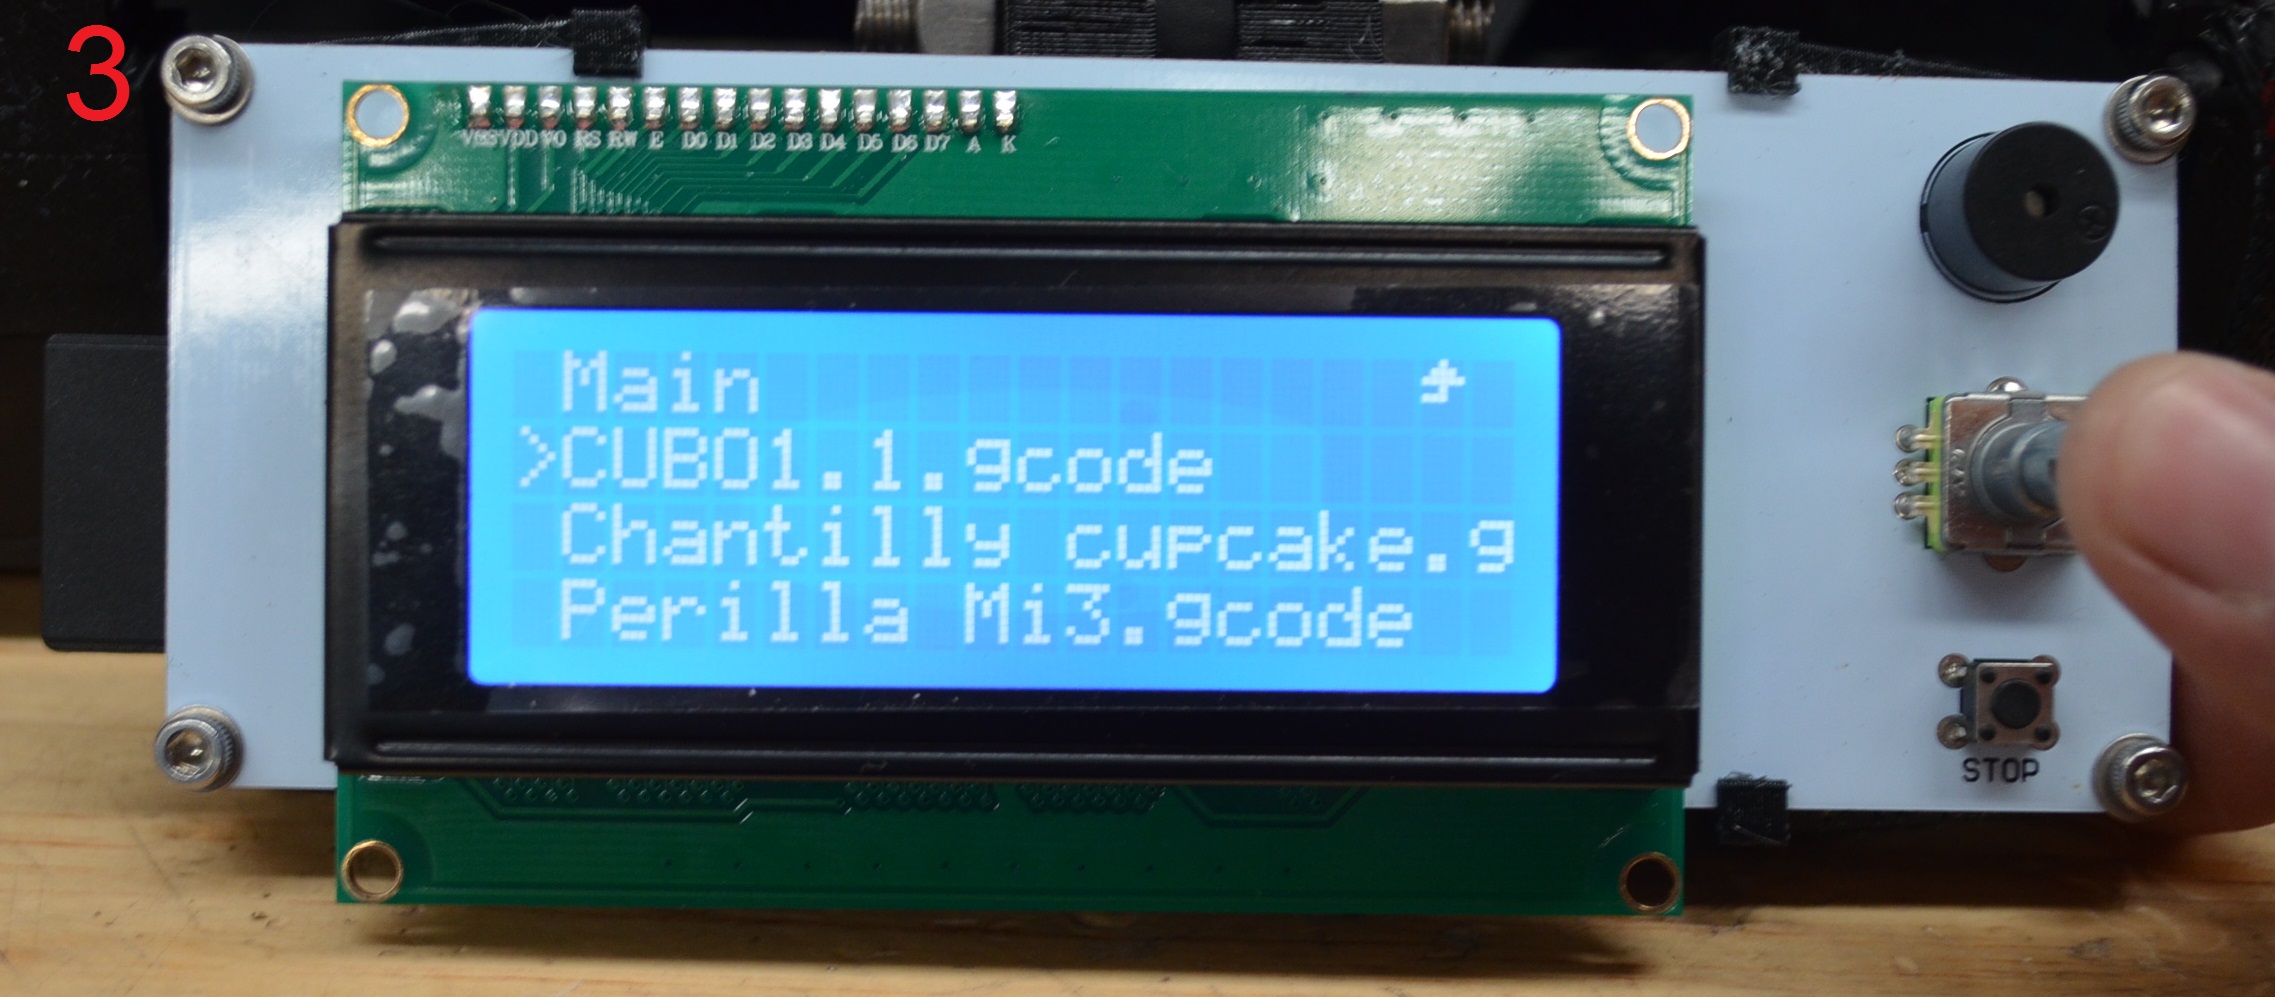 3
VSS VDD VO RS RW E D0 D1 D2 D3 D4 D5 D6 D7 A K
Main
>CUBO1.1.gcode
Chantilly cupcake.g
Perilla Mi3.gcode
STOP